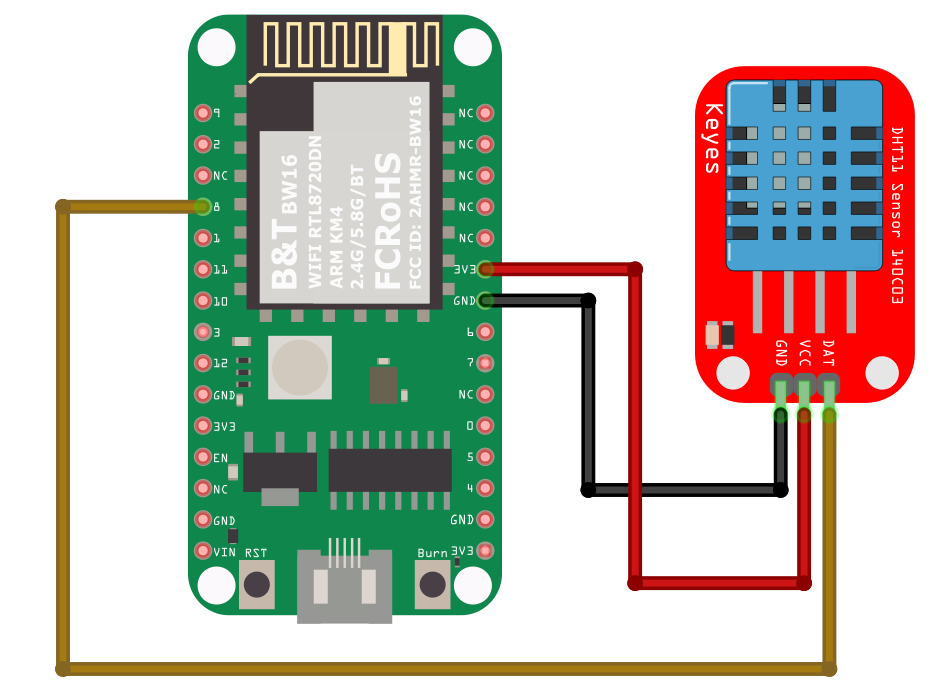 9
2
NC
8
1
11
10
3
12
GND
3V3
EN
NC
GND
VIN
RST
B&T BW16
WIFI RTL8720DN
ARM KM4
2.4G/5.8G/BT
FCRoHS
FCC ID: 2AHMR-BW16
NC
NC
NC
NC
NC
3V3
GND
6
7
NC
0
5
4
GND
3V3
Burn
Keyes
DHT11 Sensor 140C03
GND
VCC
DAT